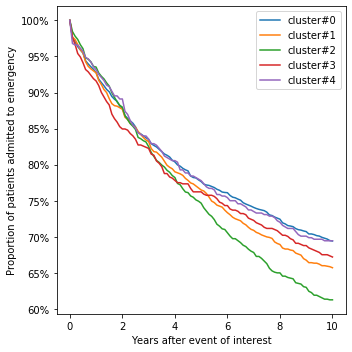 100%
95%
90%
85%
80%
75%
70%
65%
60%
Proportion of patients admitted to emergency
cluster#0
cluster#1
cluster#2
cluster#3
cluster#4
0 2 4 6 8 10
Years after event of interest